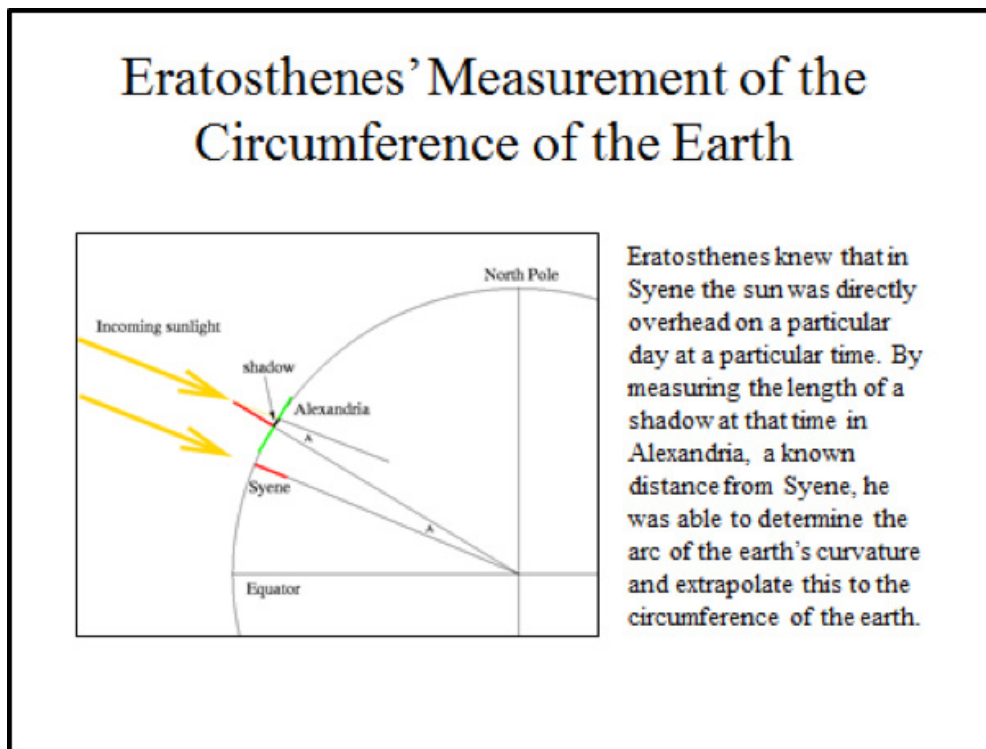 Eratosthenes’ Measurement of the
Circumference of the Earth
North Pole
Incoming sunlight
shadow
Alexandria
A
Syene
A
Equator
Eratosthenes knew that in
Syene the sun was directly
overhead on a particular
day at a particular time. By
measuring the length of a
shadow at that time in
Alexandria, a known
distance from Syene, he
was able to determine the
arc of the earth’s curvature
and extrapolate this to the
circumference of the earth.